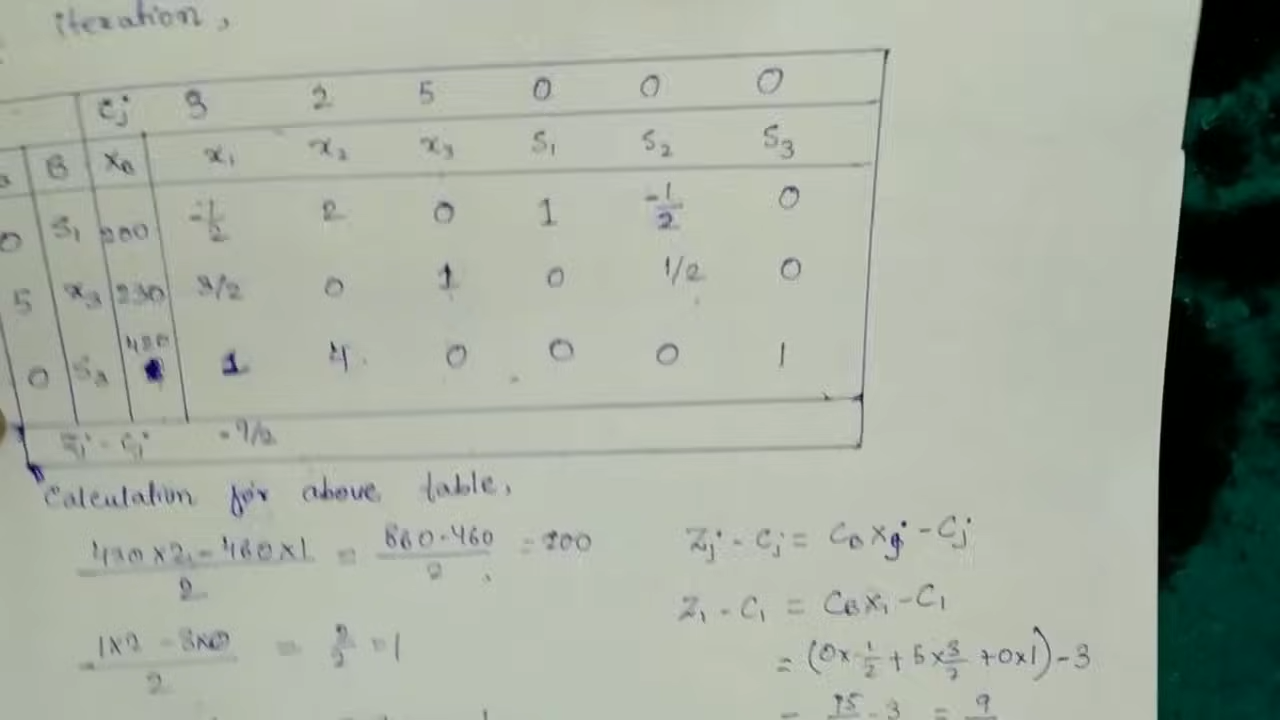 iteration,
Cj 3 2 5 0 0 0
B XB x1 x2 x3 S1 S2 S3
0 S1 200 -1/2 2 0 1 -1/2 0
5 x3 230 3/2 0 1 0 1/2 0
0 S3 420 1 4 0 0 0 1
Zj - Cj = 9/2
Calculation for above table,
(430×2 - 460×1)/2 = (860-460)/2 = 200
Zj - Cj = CB xj - Cj
Z1 - C1 = CB x1 - C1
= 2/2 = 1
= (0×-1/2 + 5×3/2 + 0×1) - 3
= 15 - 3 = 9